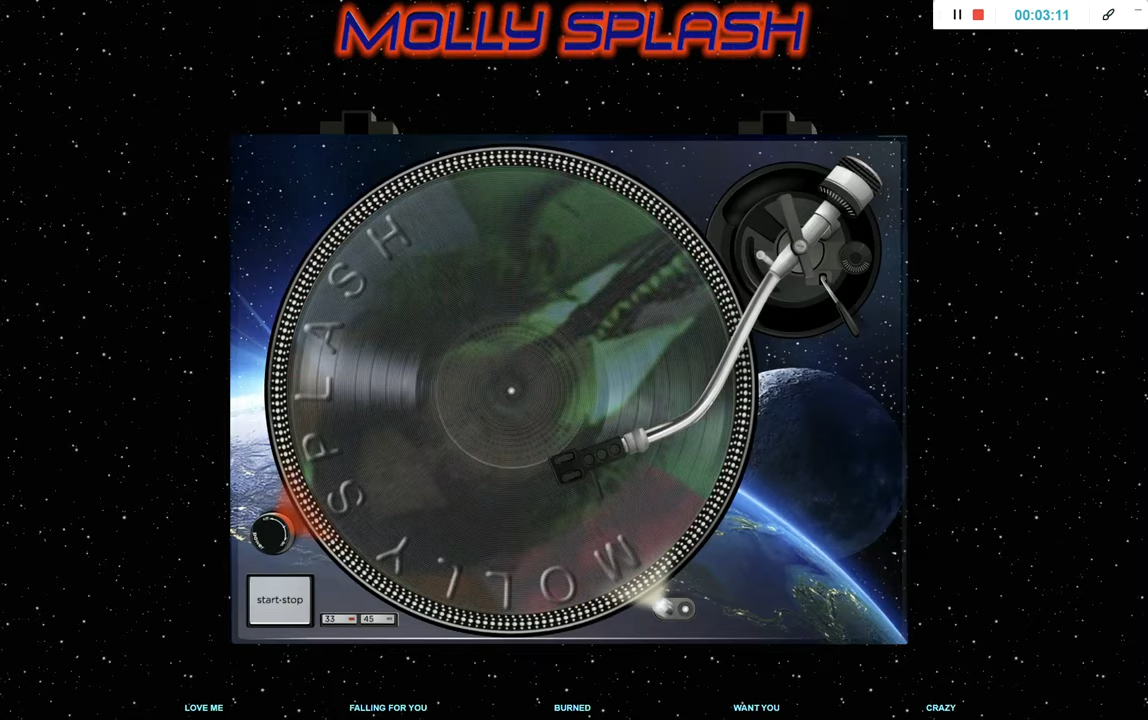 MOLLY SPLASH
00:03:11
MOLLY SPLASH
start·stop
33 45
LOVE ME FALLING FOR YOU BURNED WANT YOU CRAZY